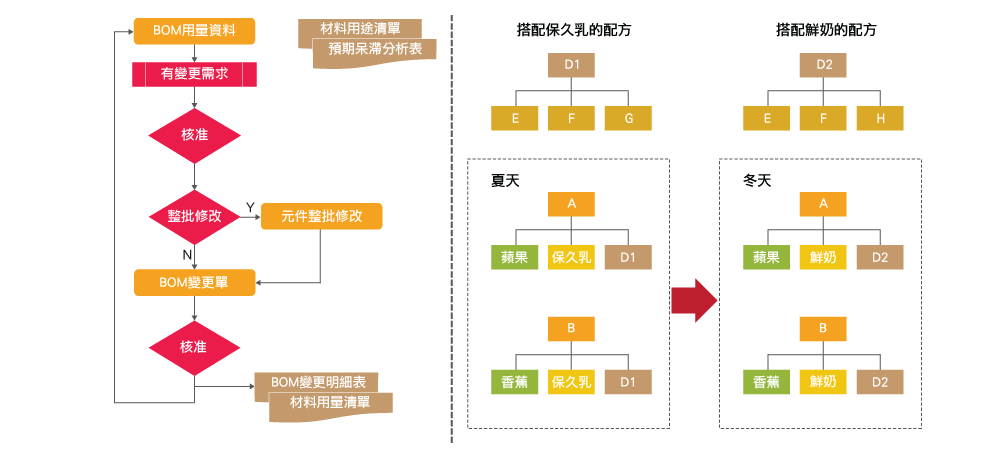 BOM用量資料
材料用途清單
預期呆滯分析表
有變更需求
核准
整批修改
Y
元件整批修改
N
BOM變更單
核准
BOM變更明細表
材料用量清單
搭配保久乳的配方
D1
E
F
G
夏天
A
蘋果
保久乳
D1
B
香蕉
保久乳
D1
搭配鮮奶的配方
D2
E
F
H
冬天
A
蘋果
鮮奶
D2
B
香蕉
鮮奶
D2